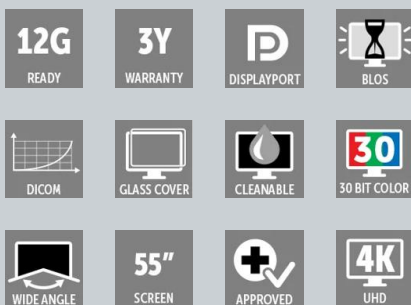 12G
READY
3Y
WARRANTY
DISPLAYPORT
BLOS
DICOM
GLASS COVER
CLEANABLE
30
30 BIT COLOR
WIDE ANGLE
55”
SCREEN
APPROVED
4K
UHD